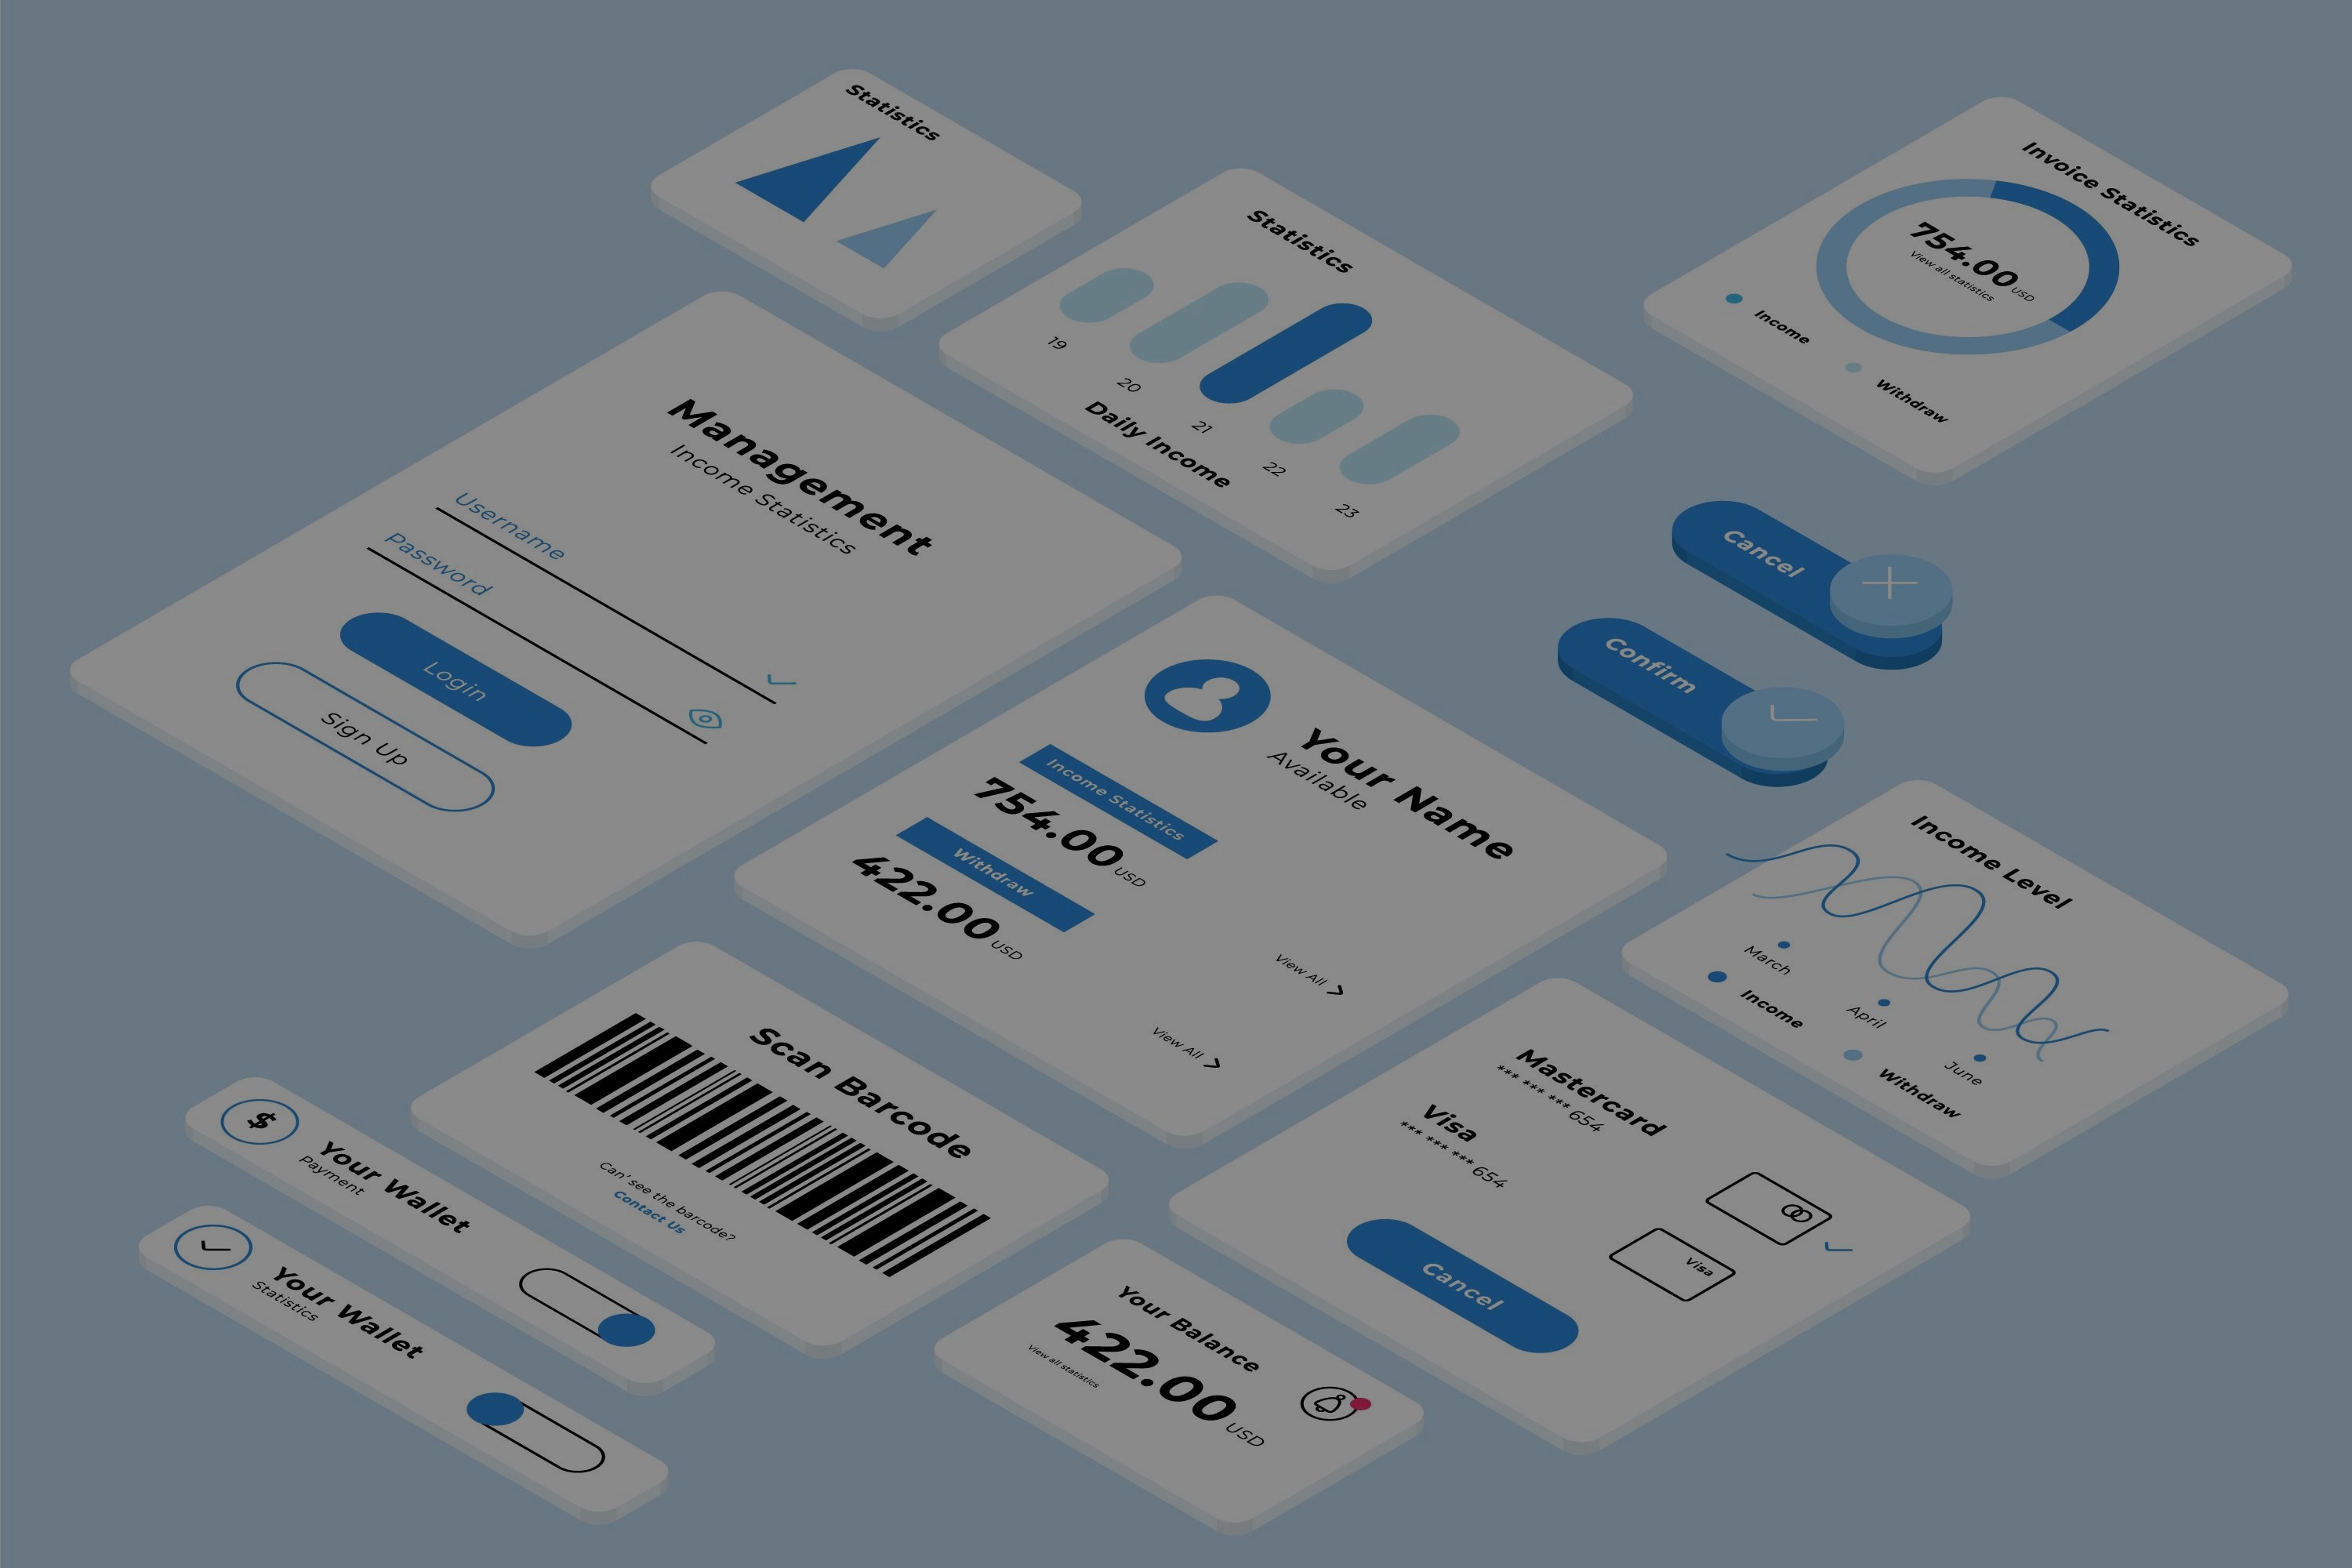 Statistics
Statistics
19
20
21
22
23
Daily Income
Invoice Statistics
754.00 USD
View all statistics
Income
Withdraw
Management
Income Statistics
Username
Password
Login
Sign Up
Cancel
Confirm
Your Name
Available
Income Statistics
754.00 USD
Withdraw
422.00 USD
View All
View All
Income Level
March
April
June
Income
Withdraw
Scan Barcode
Can' see the barcode?
Contact Us
Mastercard
*** *** *** 654
Visa
*** *** *** 654
Visa
Cancel
$
Your Wallet
Payment
Your Wallet
Statistics
Your Balance
422.00 USD
View all statistics